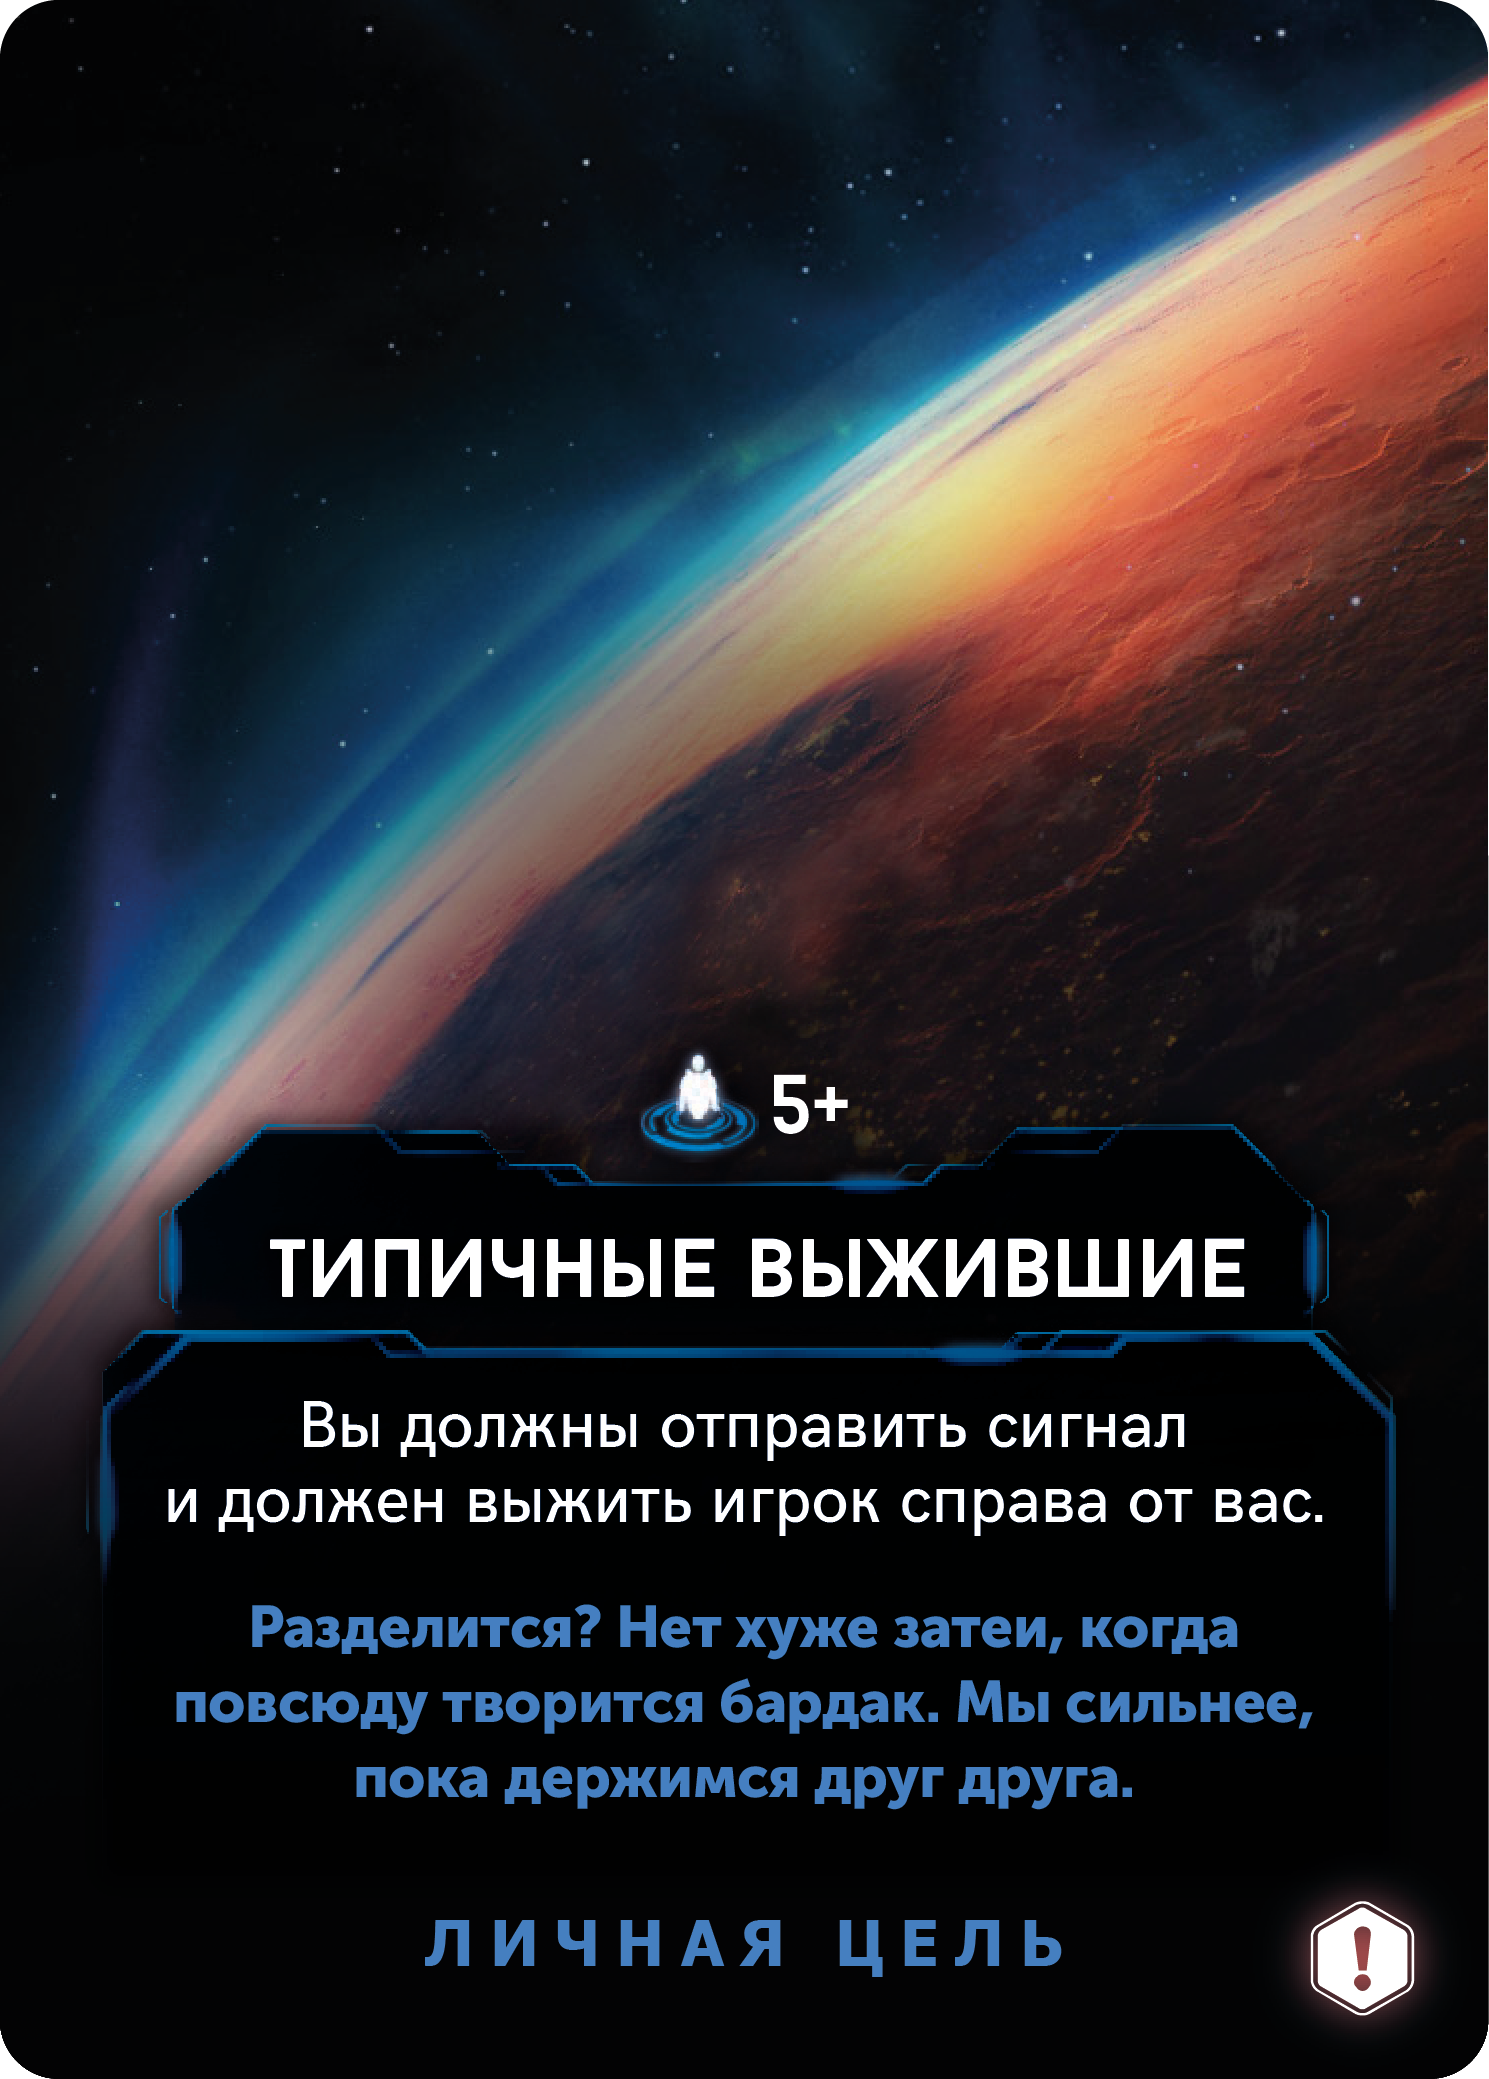 5+
ТИПИЧНЫЕ ВЫЖИВШИЕ
Вы должны отправить сигнал
и должен выжить игрок справа от вас.
Разделится? Нет хуже затеи, когда
повсюду творится бардак. Мы сильнее,
пока держимся друг друга.
ЛИЧНАЯ ЦЕЛЬ
!